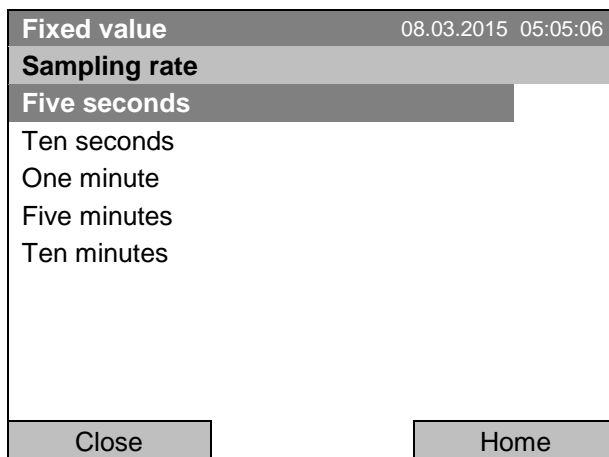 Fixed value 08.03.2015 05:05:06
Sampling rate
Five seconds
Ten seconds
One minute
Five minutes
Ten minutes
Close Home